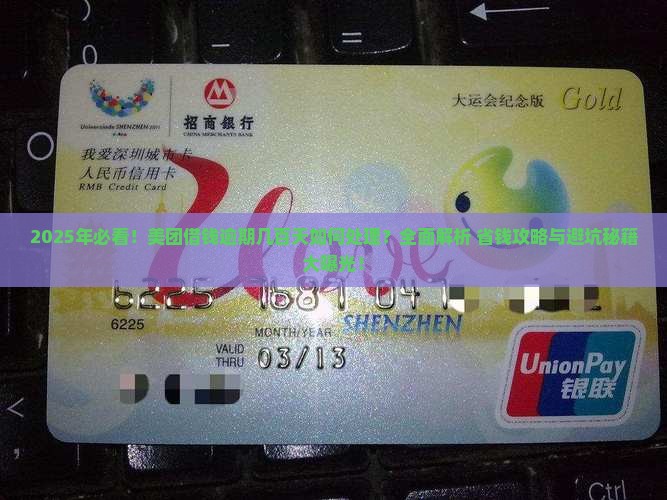 大运会纪念版 Gold
Universiade SHENZHEN 2011
招商银行
CHINA MERCHANTS BANK
我爱深圳城市卡
人民币信用卡
RMB Credit Card
2025年必看！美团借钱逾期几百天如何处理？全面解析 省钱攻略与避坑秘籍
大曝光！
6225 7687 047
6225
MONTH/YEAR
SHENZHEN
VALID
THRU
03/13
UnionPay
银联
Ctrl